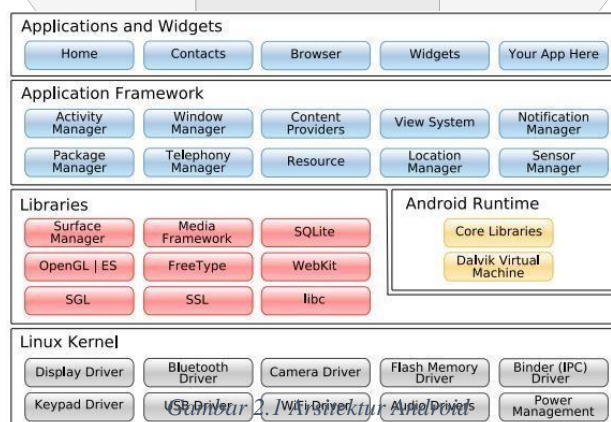 Applications and Widgets
Home Contacts Browser Widgets Your App Here
Application Framework
Activity Manager Window Manager Content Providers View System Notification Manager
Package Manager Telephony Manager Resource Location Manager Sensor Manager
Libraries
Surface Manager Media Framework SQLite
OpenGL | ES FreeType WebKit
SGL SSL libc
Android Runtime
Core Libraries
Dalvik Virtual Machine
Linux Kernel
Display Driver Bluetooth Driver Camera Driver Flash Memory Driver Binder (IPC) Driver
Keypad Driver USB Driver WiFi Driver Audio Drivers Power Management
Gambar 2.1 Arsitektur Android